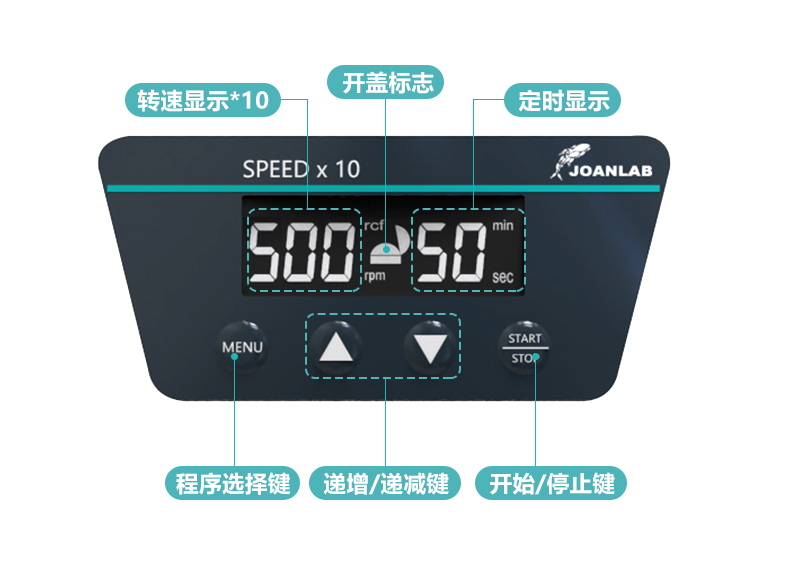 开盖标志
转速显示*10
定时显示
SPEED x 10
JOANLAB
500
rcf
rpm
50
min
sec
MENU
START
STOP
程序选择键
递增/递减键
开始/停止键